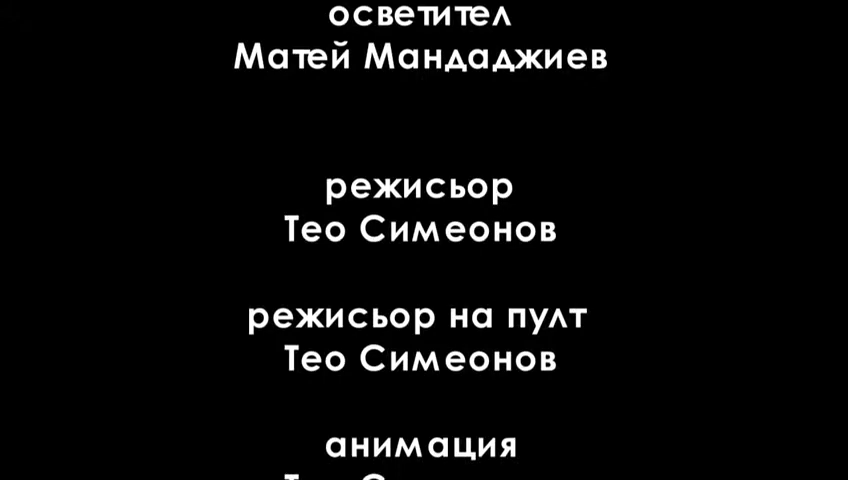 осветител
Матей Мандаджиев
режисьор
Тео Симеонов
режисьор на пулт
Тео Симеонов
анимация